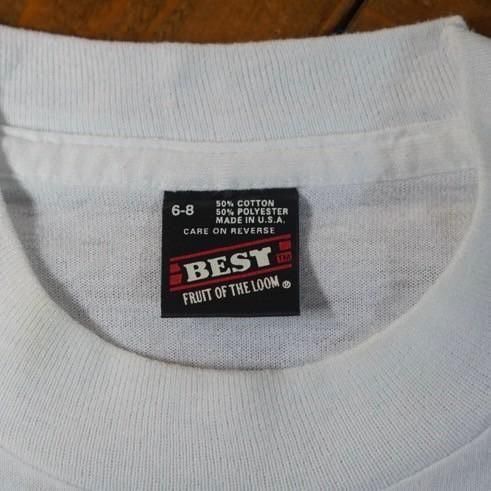 6-8
50% COTTON
50% POLYESTER
MADE IN U.S.A.
CARE ON REVERSE
BEST TM
FRUIT OF THE LOOM ®